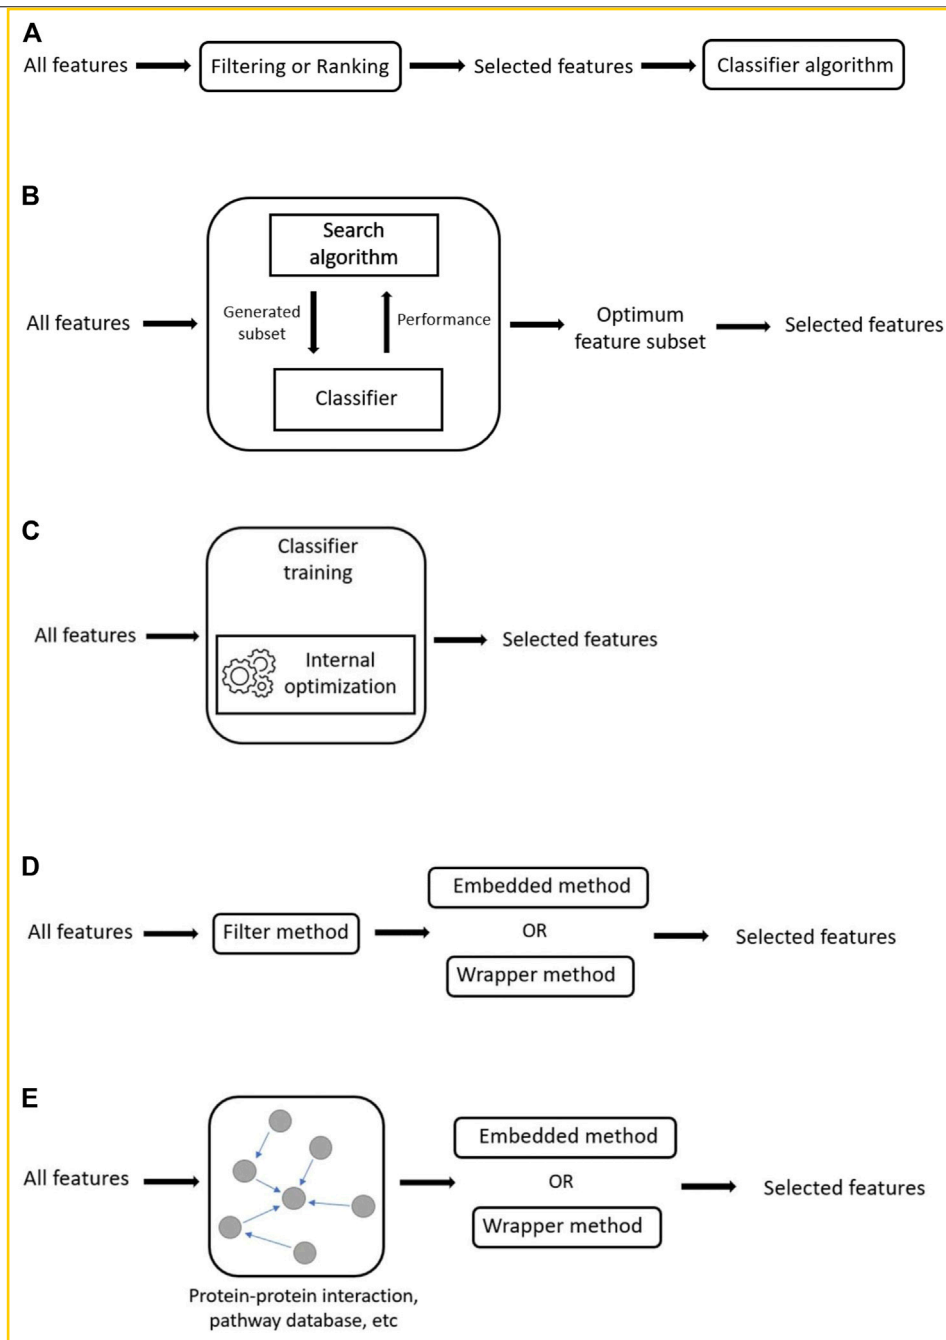 A
All features
Filtering or Ranking
Selected features
Classifier algorithm
B
All features
Search
algorithm
Generated
subset
Performance
Classifier
Optimum
feature subset
Selected features
C
All features
Classifier
training
Internal
optimization
Selected features
D
All features
Filter method
Embedded method
OR
Wrapper method
Selected features
E
All features
Protein-protein interaction,
pathway database, etc
Embedded method
OR
Wrapper method
Selected features